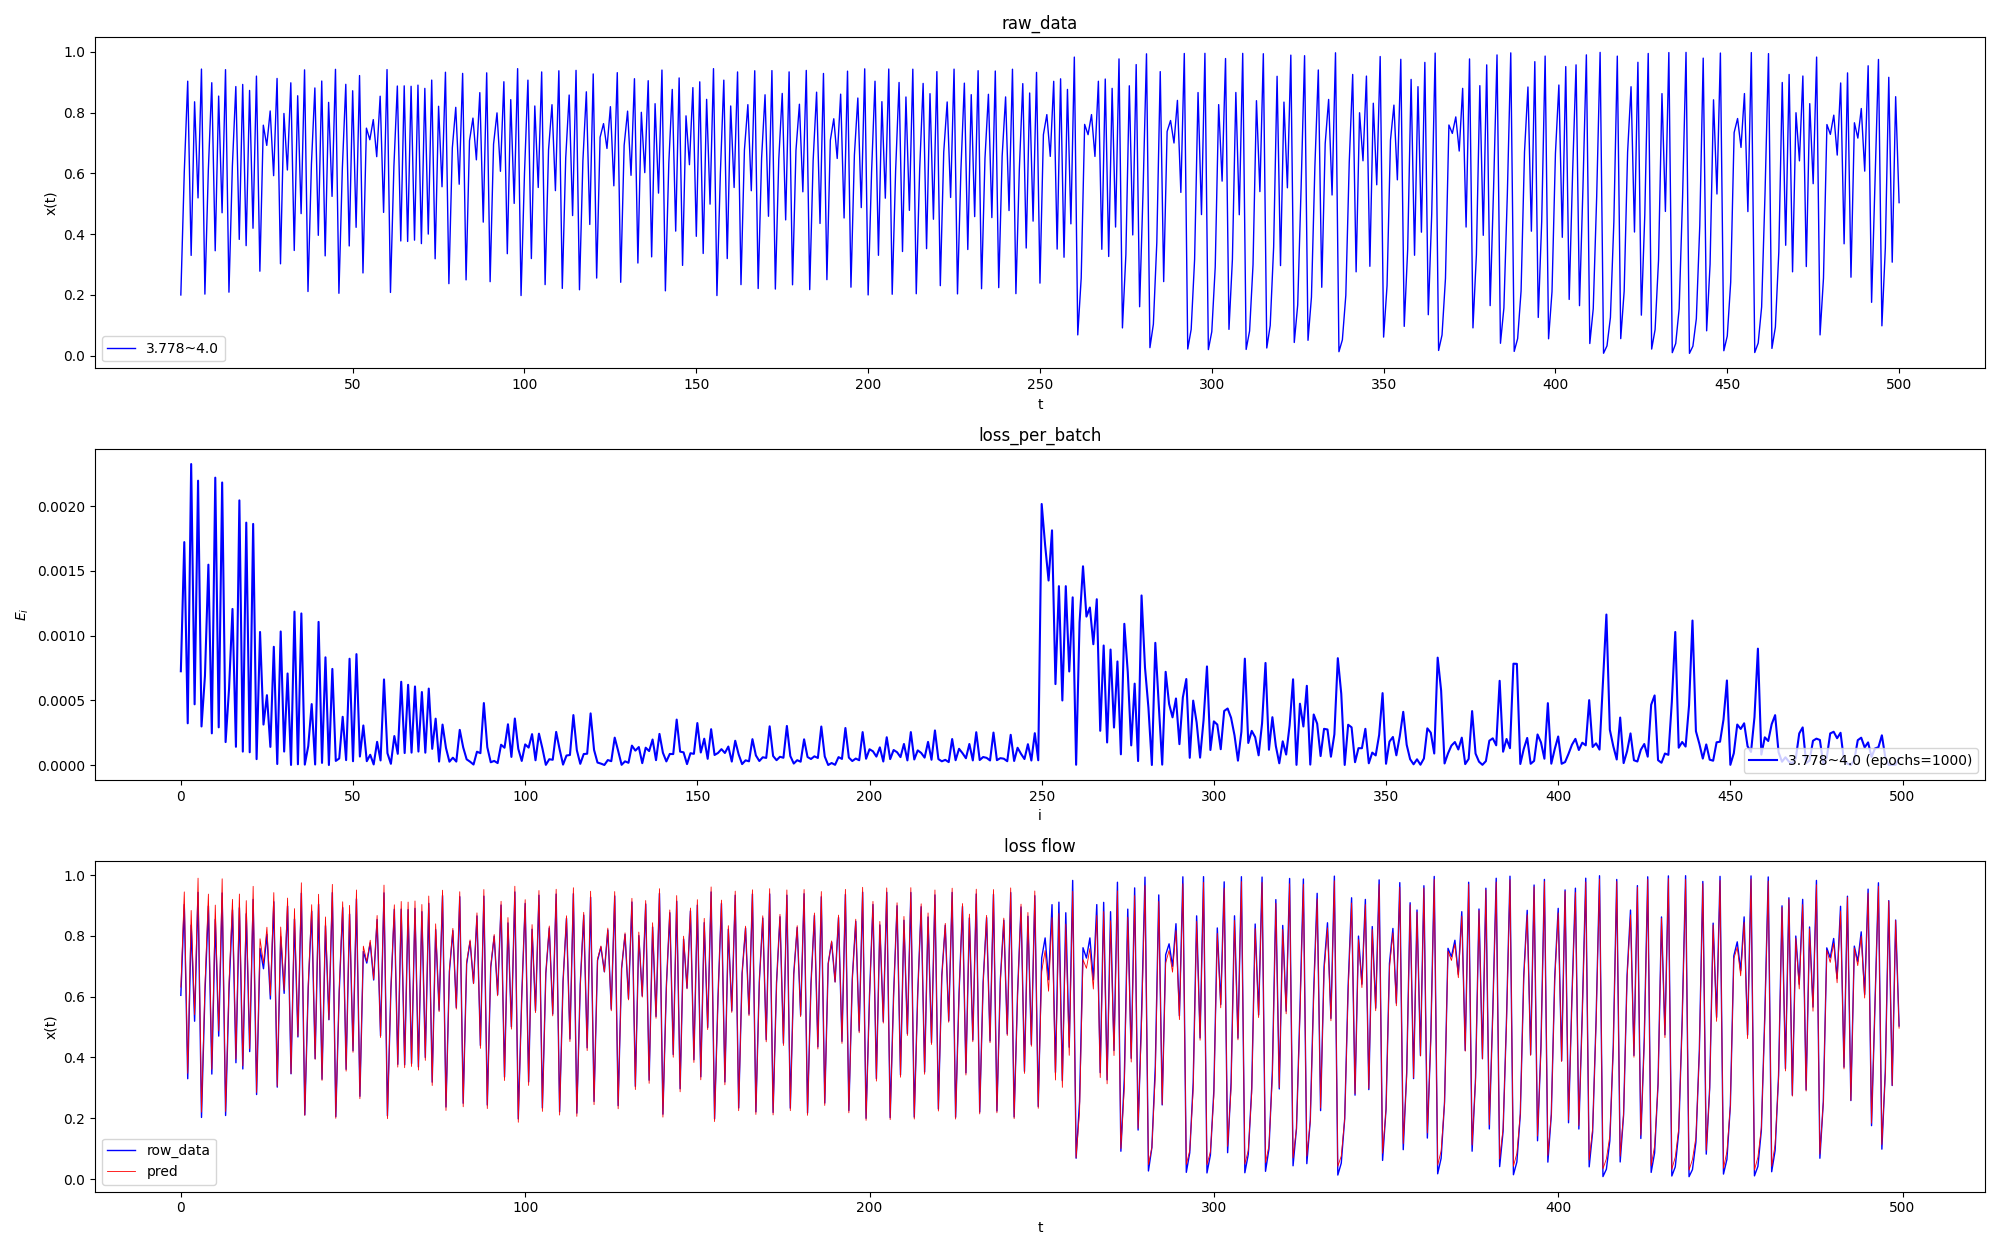 raw_data
1.0
0.8
0.6
0.4
0.2
0.0
x(t)
3.778~4.0
50 100 150 200 250 300 350 400 450 500
t
loss_per_batch
0.0020
0.0015
0.0010
0.0005
0.0000
E_i
3.778~4.0 (epochs=1000)
0 50 100 150 200 250 300 350 400 450 500
i
loss flow
1.0
0.8
0.6
0.4
0.2
0.0
x(t)
row_data
pred
0 100 200 300 400 500
t